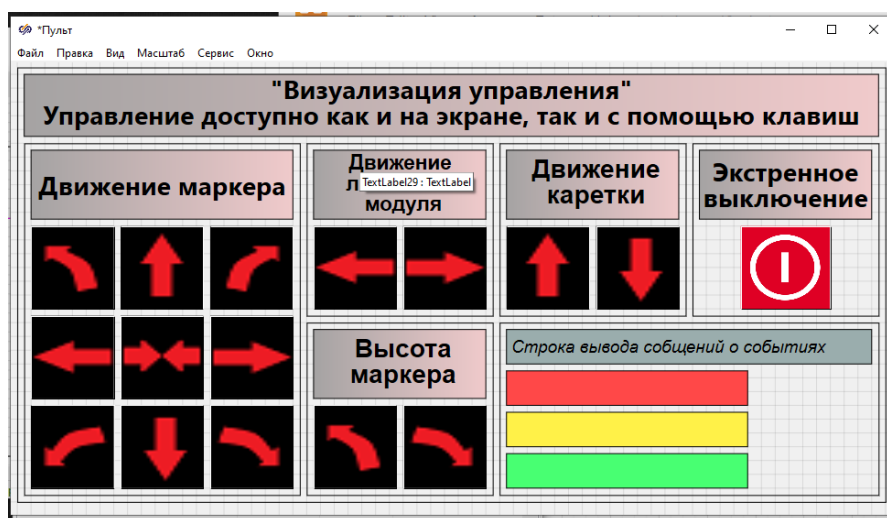 *Пульт
Файл Правка Вид Масштаб Сервис Окно
"Визуализация управления"
Управление доступно как и на экране, так и с помощью клавиш
Движение маркера
Движение
TextLabel29 : TextLabel
модуля
Движение
каретки
Экстренное
выключение
Высота
маркера
Строка вывода собщений о событиях